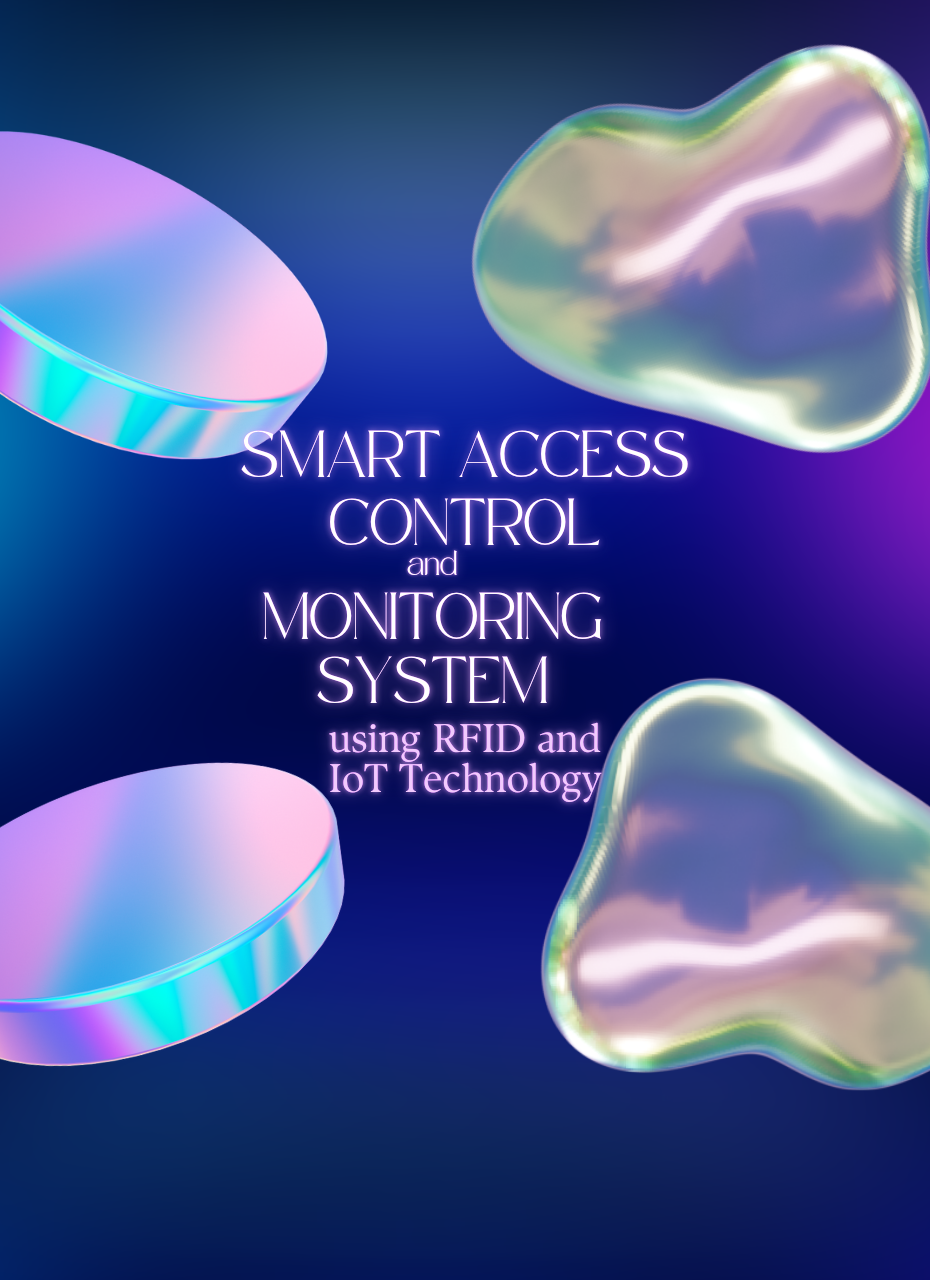 SMART ACCESS
CONTROL
and
MONITORING
SYSTEM
using RFID and
IoT Technology